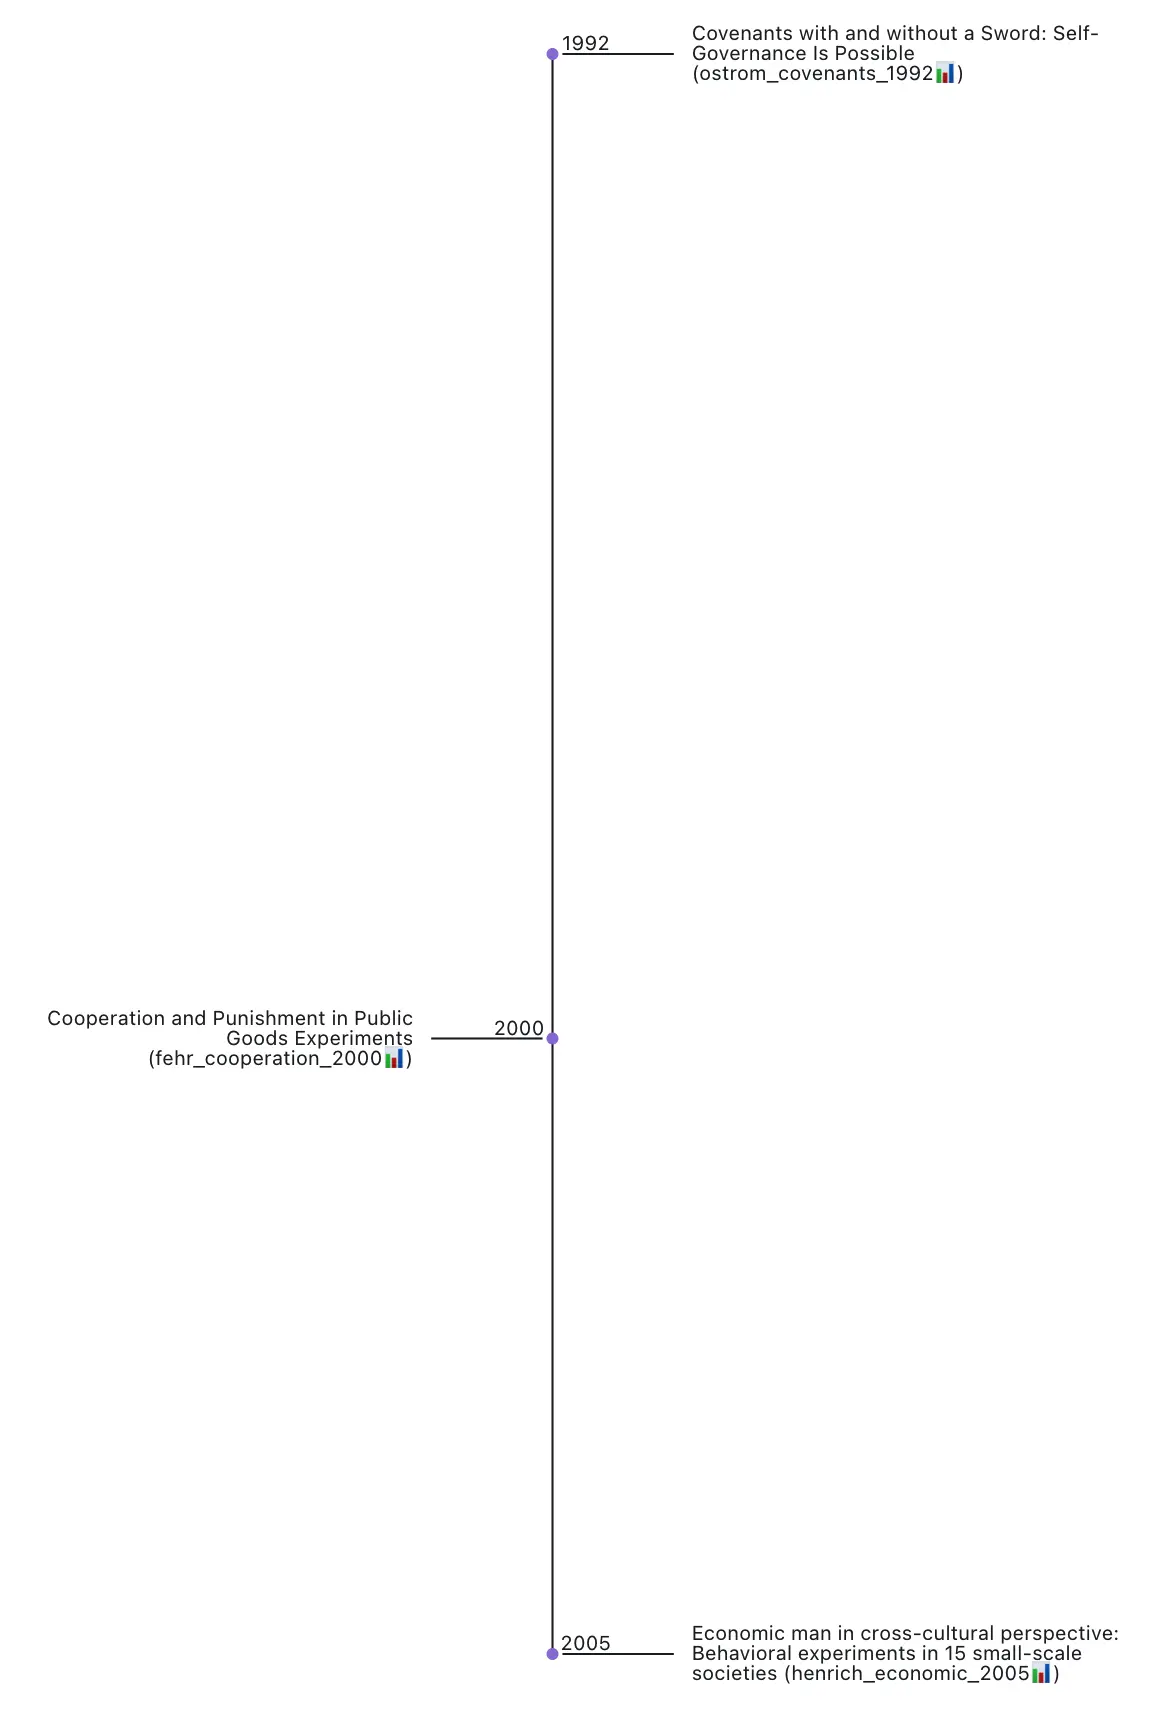 1992
Covenants with and without a Sword: Self-
Governance Is Possible
(ostrom_covenants_1992📊)
Cooperation and Punishment in Public
Goods Experiments
(fehr_cooperation_2000📊)
2000
2005
Economic man in cross-cultural perspective:
Behavioral experiments in 15 small-scale
societies (henrich_economic_2005📊)